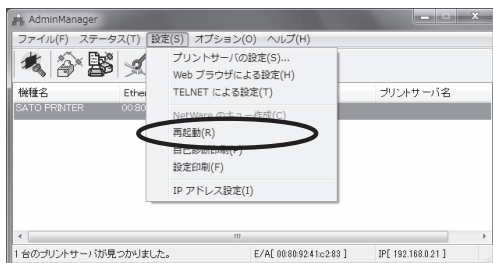 AdminManager
ファイル(F) ステータス(T) 設定(S) オプション(O) ヘルプ(H)
プリントサーバの設定(S)...
Web ブラウザによる設定(H)
TELNET による設定(T)
NetWare のキュー作成(C)
再起動(R)
自己診断印刷(P)
設定印刷(F)
IP アドレス設定(I)
機種名 Ether プリントサーバ名
SATO PRINTER 00:80
1 台のプリントサーバが見つかりました。 E/A[ 00:80:92:41:c2:83 ] IP[ 192.168.0.21 ]